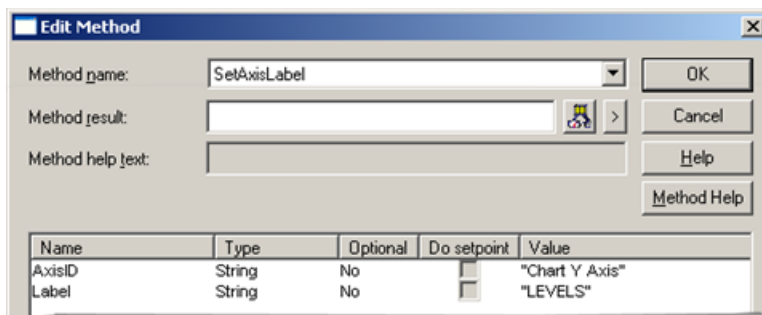 Edit Method
Method name: SetAxisLabel OK
Method result: > Cancel
Method help text: Help
Method Help
Name Type Optional Do setpoint Value
AxisID String No "Chart Y Axis"
Label String No "LEVELS"